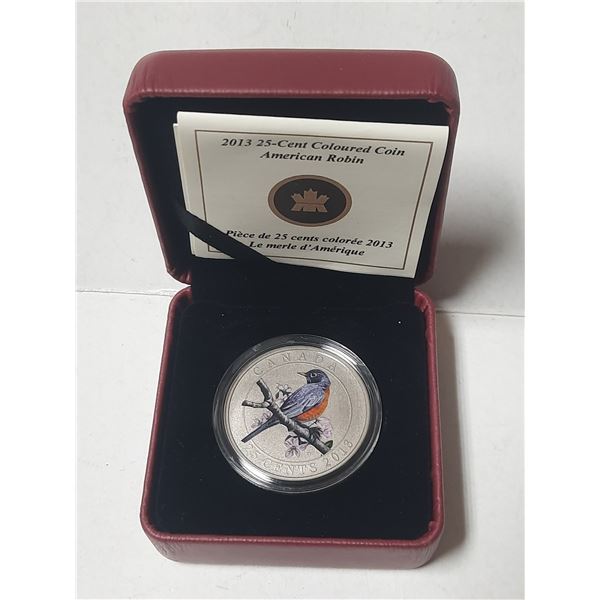 2013 25-Cent Coloured Coin
American Robin
Pièce de 25 cents colorée 2013
Le merle d'Amérique
CANADA
25 CENTS 2013